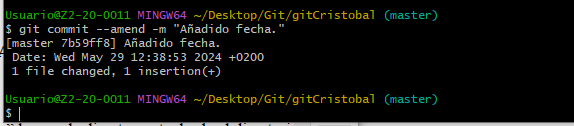 Usuario@Z2-20-0011 MINGW64 ~/Desktop/Git/gitCristobal (master)
$ git commit --amend -m "Añadido fecha."
[master 7b59ff8] Añadido fecha.
 Date: Wed May 29 12:38:53 2024 +0200
 1 file changed, 1 insertion(+)

Usuario@Z2-20-0011 MINGW64 ~/Desktop/Git/gitCristobal (master)
$